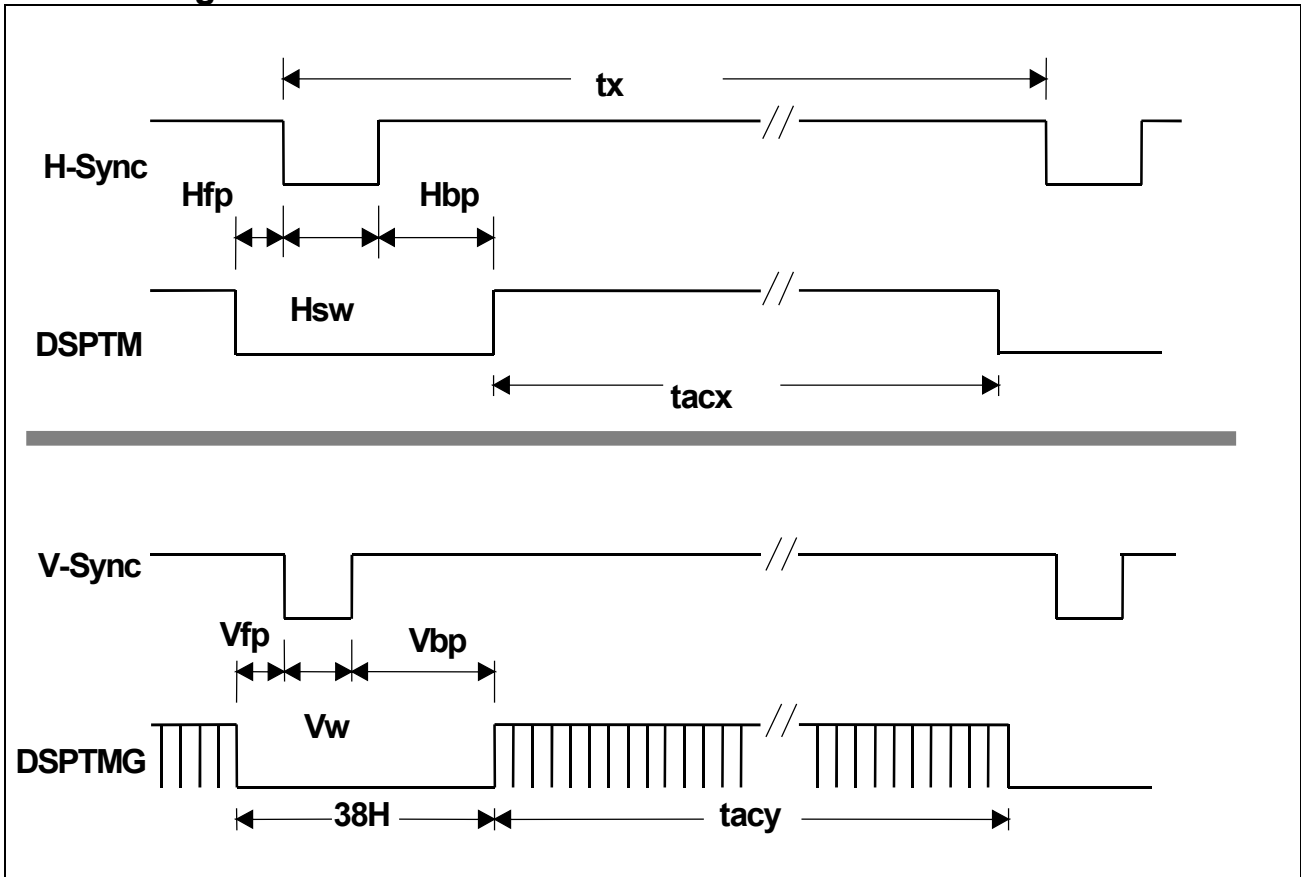 tx
H-Sync
Hfp
Hbp
Hsw
DSPTM
tacx
V-Sync
Vfp
Vbp
Vw
DSPTMG
38H
tacy